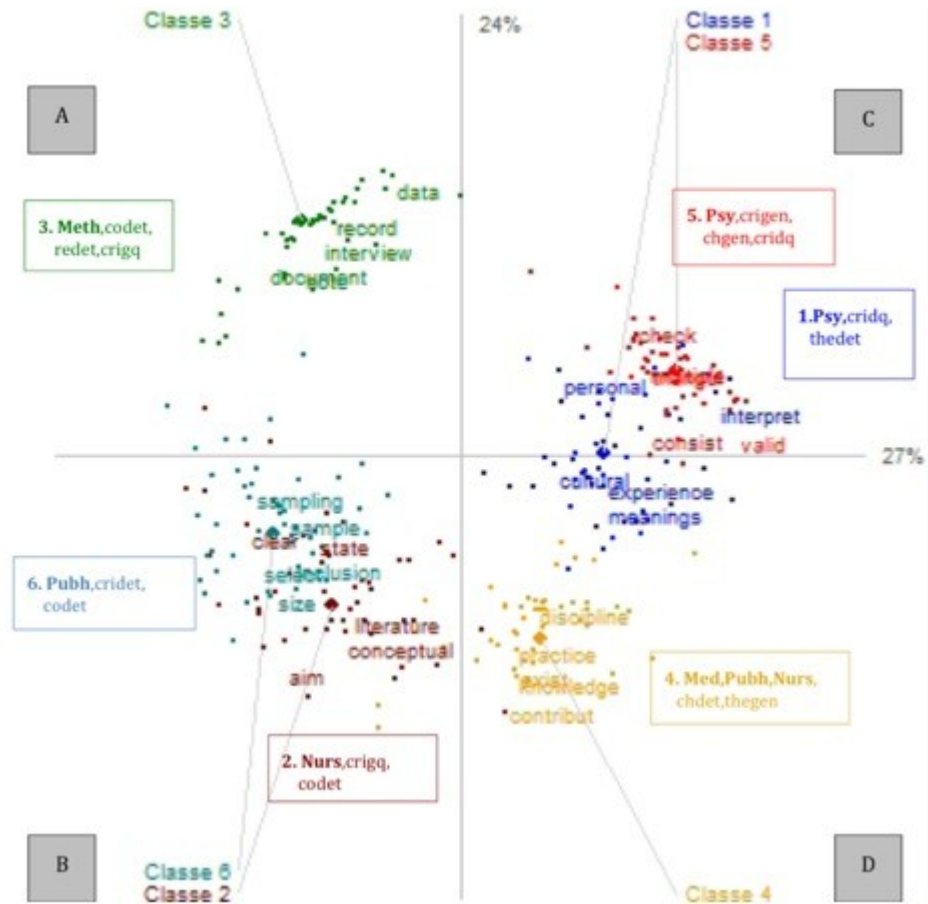 Classe 3
24%
Classe 1
Classe 5
A
C
data
3. Meth,codet,
redet,crigq
record
interview
document
note
5. Psy,crigen,
chgen,cridq
1.Psy,cridq,
thedet
check
personal
interpret
consist
valid
27%
cultural
experience
meanings
sampling
sample
clear
state
select
inclusion
size
6. Pubh,cridet,
codet
literature
conceptual
aim
discipline
practice
exist
knowledge
contribut
4. Med,Pubh,Nurs,
chdet,thegen
2. Nurs,crigq,
codet
B
D
Classe 6
Classe 2
Classe 4